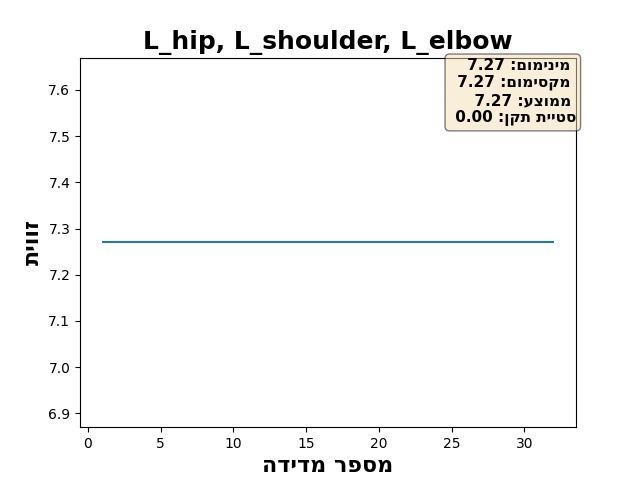 L_hip, L_shoulder, L_elbow
מינימום: 7.27
מקסימום: 7.27
ממוצע: 7.27
סטיית תקן: 0.00
זווית
7.6
7.5
7.4
7.3
7.2
7.1
7.0
6.9
0 5 10 15 20 25 30
מספר מדידה